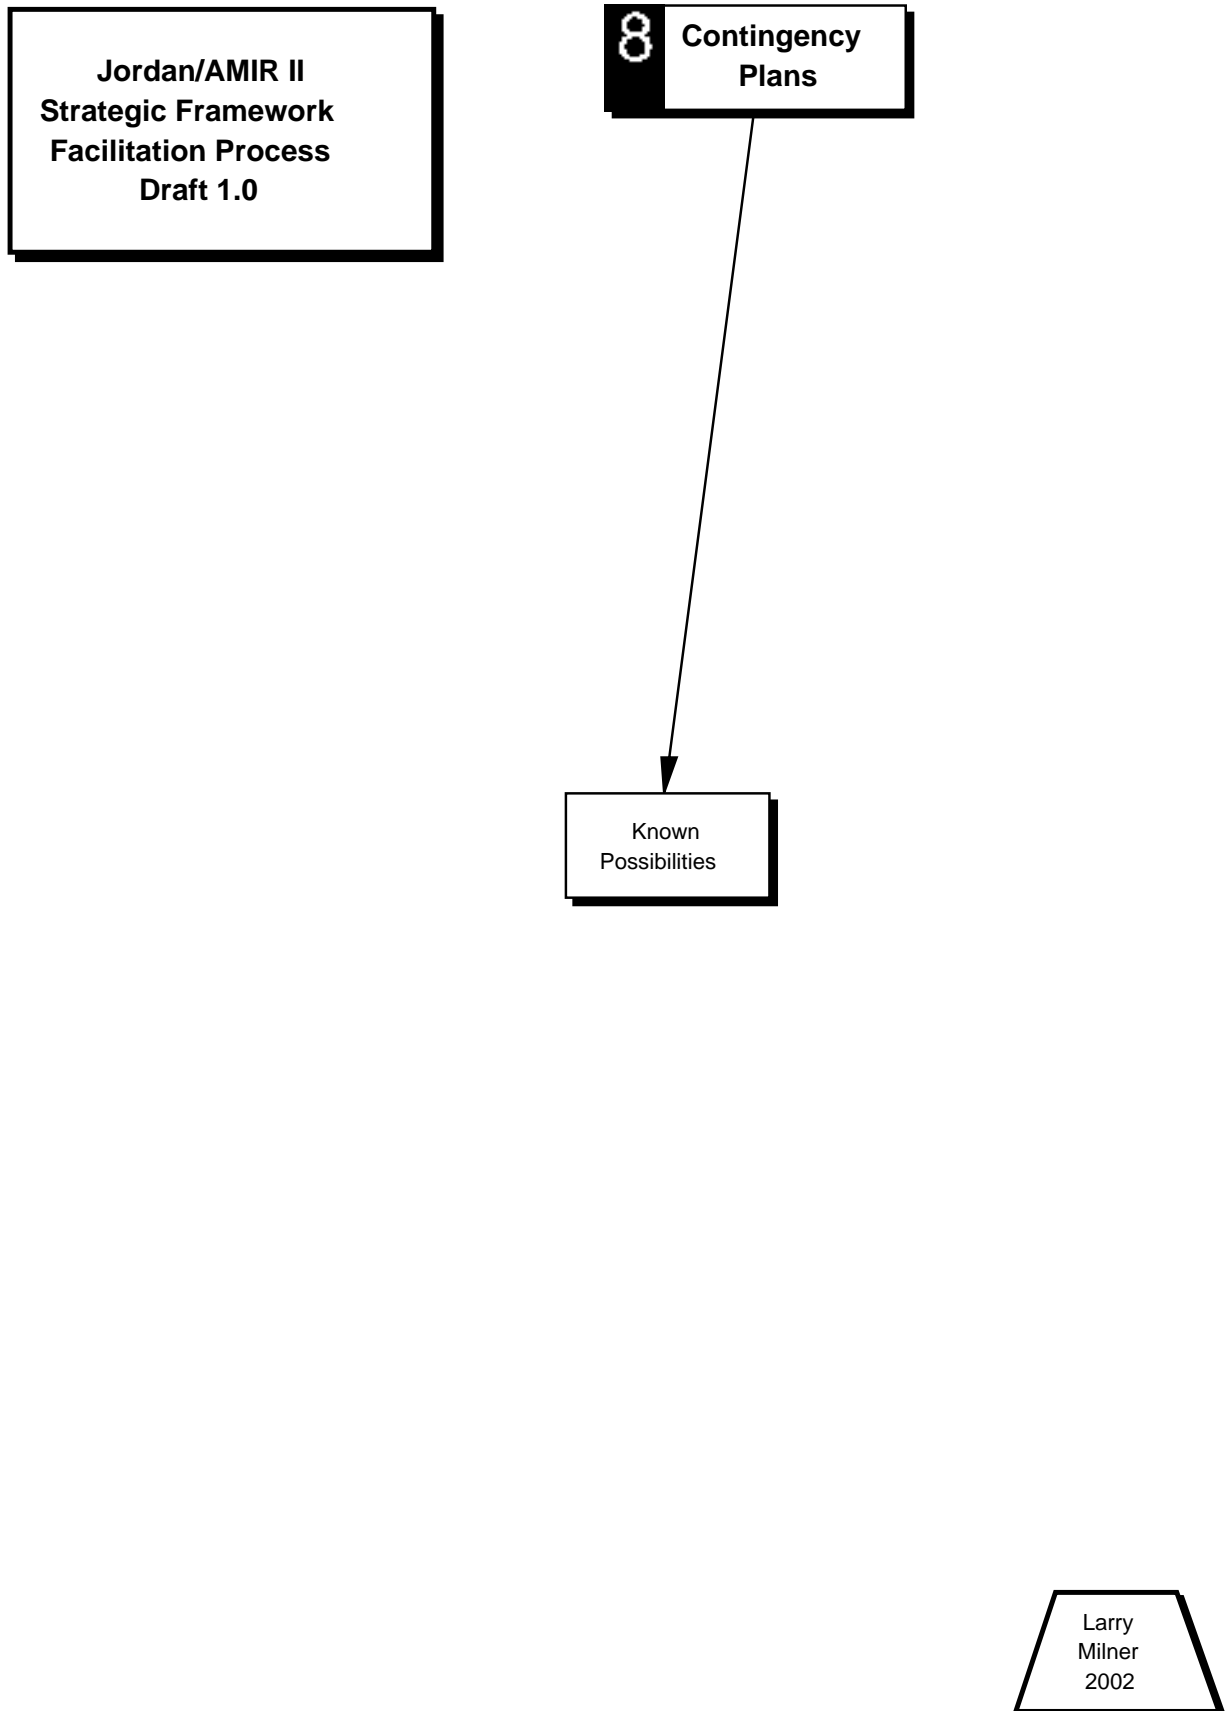 Jordan/AMIR II
Strategic Framework
Facilitation Process
Draft 1.0
8
Contingency
Plans
Known
Possibilities
Larry
Milner
2002